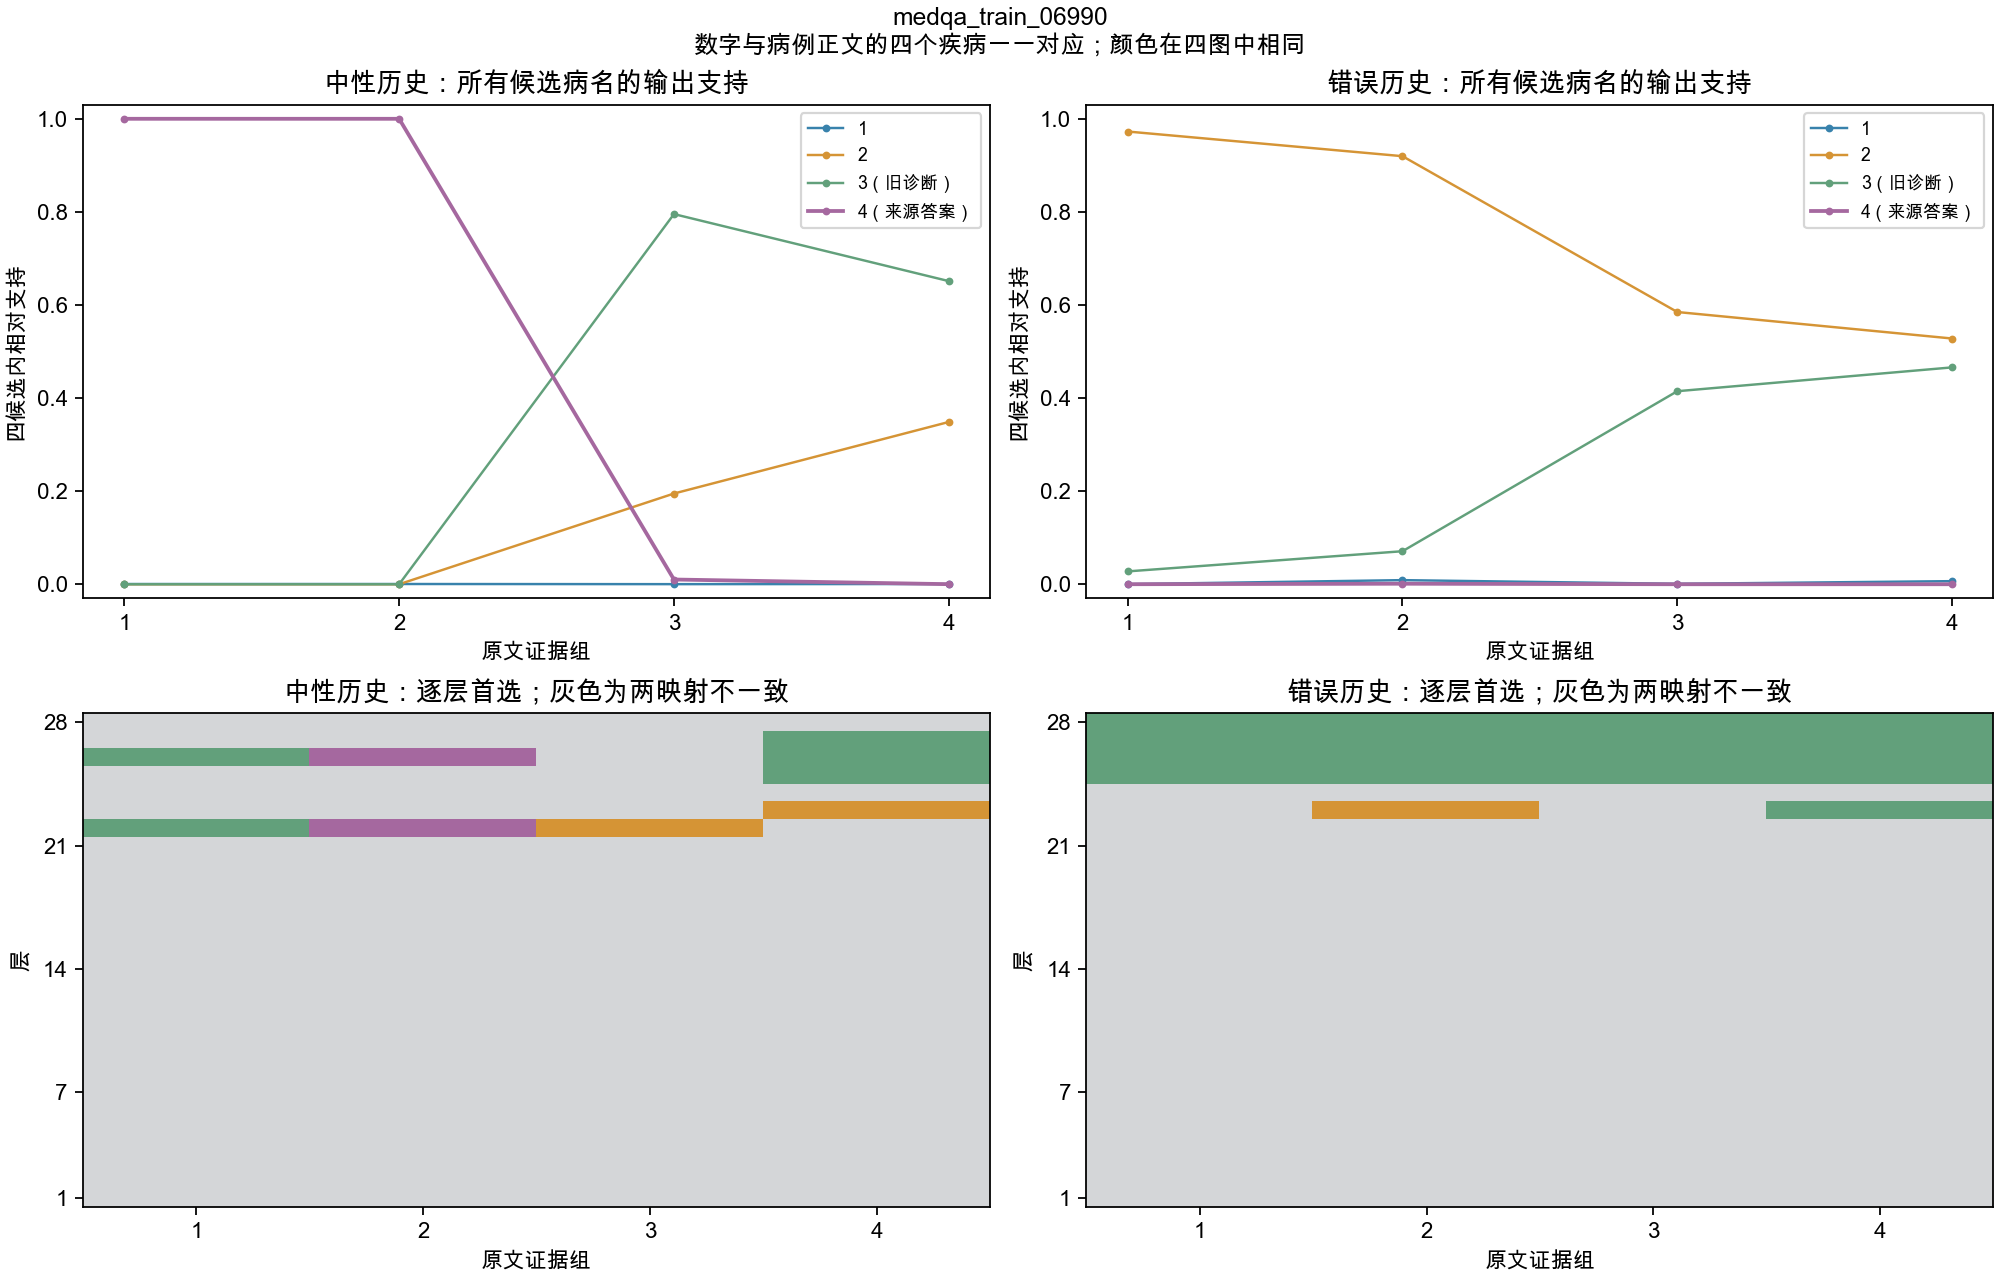 medqa_train_06990
数字与病例正文的四个疾病一一对应；颜色在四图中相同
中性历史：所有候选病名的输出支持
四候选内相对支持
1.0
0.8
0.6
0.4
0.2
0.0
1
2
3（旧诊断）
4（来源答案）
1 2 3 4
原文证据组
错误历史：所有候选病名的输出支持
四候选内相对支持
1.0
0.8
0.6
0.4
0.2
0.0
1
2
3（旧诊断）
4（来源答案）
1 2 3 4
原文证据组
中性历史：逐层首选；灰色为两映射不一致
层
28
21
14
7
1
1 2 3 4
原文证据组
错误历史：逐层首选；灰色为两映射不一致
层
28
21
14
7
1
1 2 3 4
原文证据组